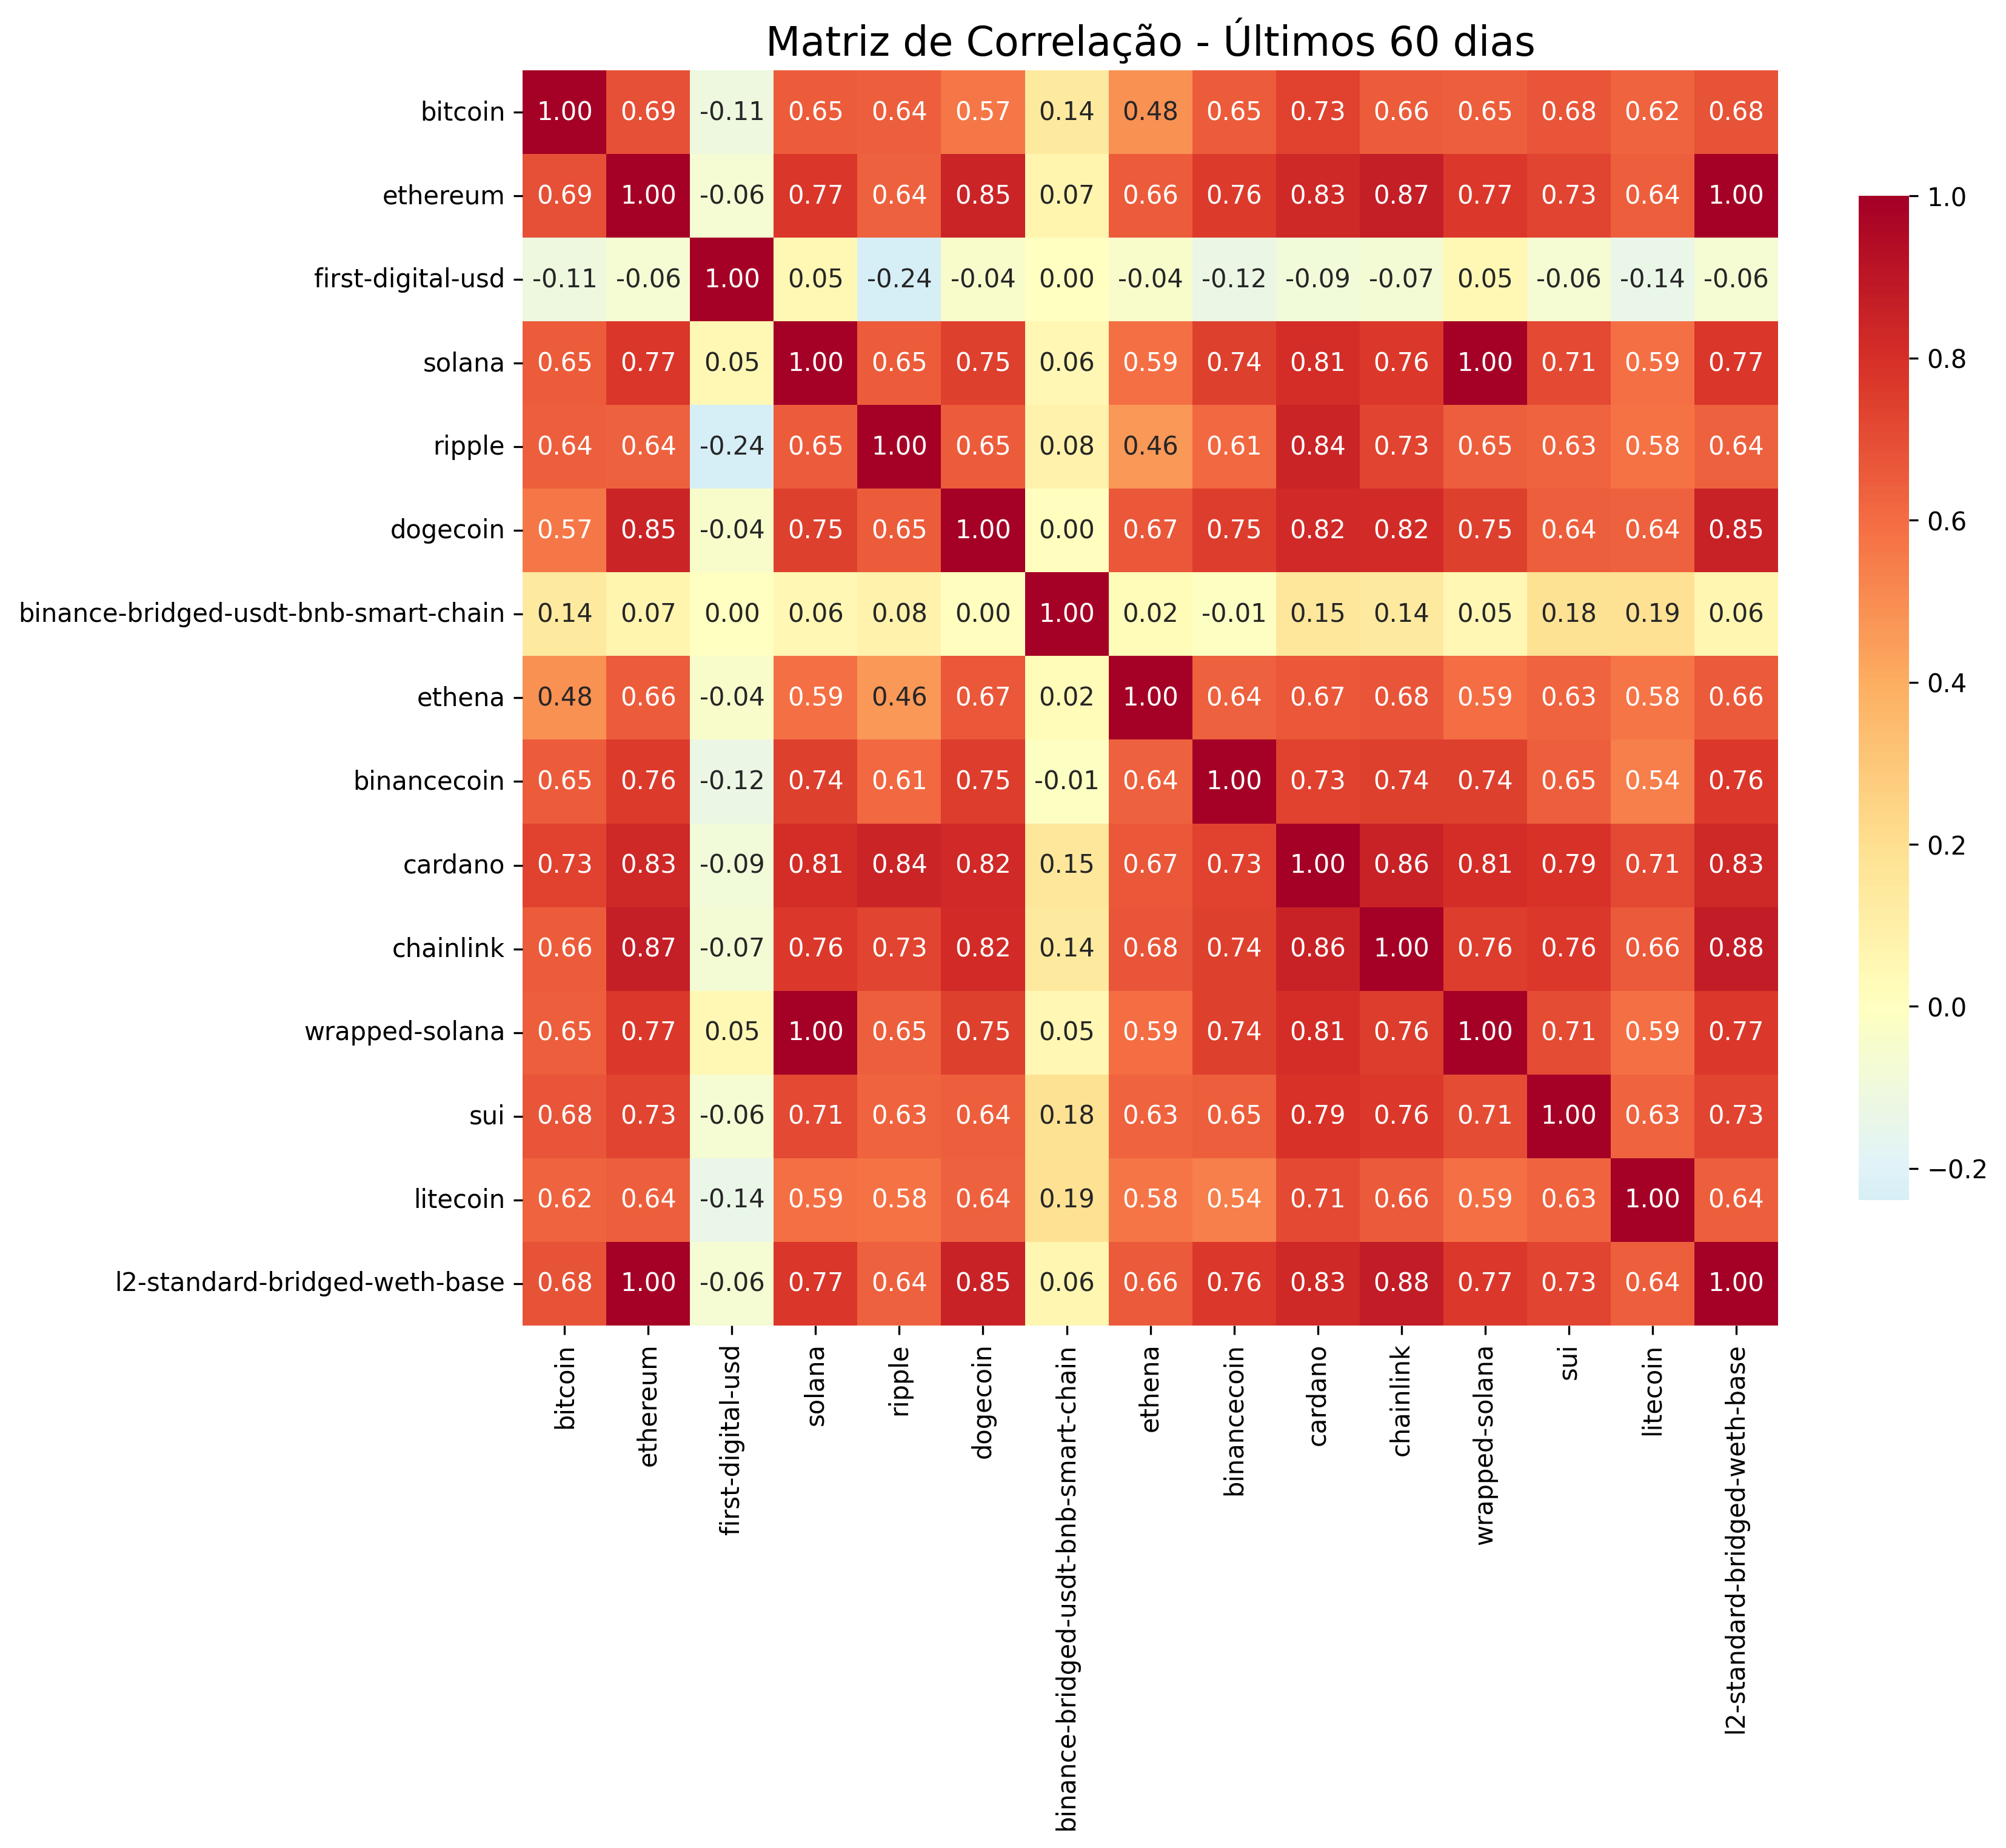 Matriz de Correlação - Últimos 60 dias
bitcoin 1.00 0.69 -0.11 0.65 0.64 0.57 0.14 0.48 0.65 0.73 0.66 0.65 0.68 0.62 0.68
ethereum 0.69 1.00 -0.06 0.77 0.64 0.85 0.07 0.66 0.76 0.83 0.87 0.77 0.73 0.64 1.00
first-digital-usd -0.11 -0.06 1.00 0.05 -0.24 -0.04 0.00 -0.04 -0.12 -0.09 -0.07 0.05 -0.06 -0.14 -0.06
solana 0.65 0.77 0.05 1.00 0.65 0.75 0.06 0.59 0.74 0.81 0.76 1.00 0.71 0.59 0.77
ripple 0.64 0.64 -0.24 0.65 1.00 0.65 0.08 0.46 0.61 0.84 0.73 0.65 0.63 0.58 0.64
dogecoin 0.57 0.85 -0.04 0.75 0.65 1.00 0.00 0.67 0.75 0.82 0.82 0.75 0.64 0.64 0.85
binance-bridged-usdt-bnb-smart-chain 0.14 0.07 0.00 0.06 0.08 0.00 1.00 0.02 -0.01 0.15 0.14 0.05 0.18 0.19 0.06
ethena 0.48 0.66 -0.04 0.59 0.46 0.67 0.02 1.00 0.64 0.67 0.68 0.59 0.63 0.58 0.66
binancecoin 0.65 0.76 -0.12 0.74 0.61 0.75 -0.01 0.64 1.00 0.73 0.74 0.74 0.65 0.54 0.76
cardano 0.73 0.83 -0.09 0.81 0.84 0.82 0.15 0.67 0.73 1.00 0.86 0.81 0.79 0.71 0.83
chainlink 0.66 0.87 -0.07 0.76 0.73 0.82 0.14 0.68 0.74 0.86 1.00 0.76 0.76 0.66 0.88
wrapped-solana 0.65 0.77 0.05 1.00 0.65 0.75 0.05 0.59 0.74 0.81 0.76 1.00 0.71 0.59 0.77
sui 0.68 0.73 -0.06 0.71 0.63 0.64 0.18 0.63 0.65 0.79 0.76 0.71 1.00 0.63 0.73
litecoin 0.62 0.64 -0.14 0.59 0.58 0.64 0.19 0.58 0.54 0.71 0.66 0.59 0.63 1.00 0.64
l2-standard-bridged-weth-base 0.68 1.00 -0.06 0.77 0.64 0.85 0.06 0.66 0.76 0.83 0.88 0.77 0.73 0.64 1.00
bitcoin
ethereum
first-digital-usd
solana
ripple
dogecoin
binance-bridged-usdt-bnb-smart-chain
ethena
binancecoin
cardano
chainlink
wrapped-solana
sui
litecoin
l2-standard-bridged-weth-base
1.0
0.8
0.6
0.4
0.2
0.0
−0.2